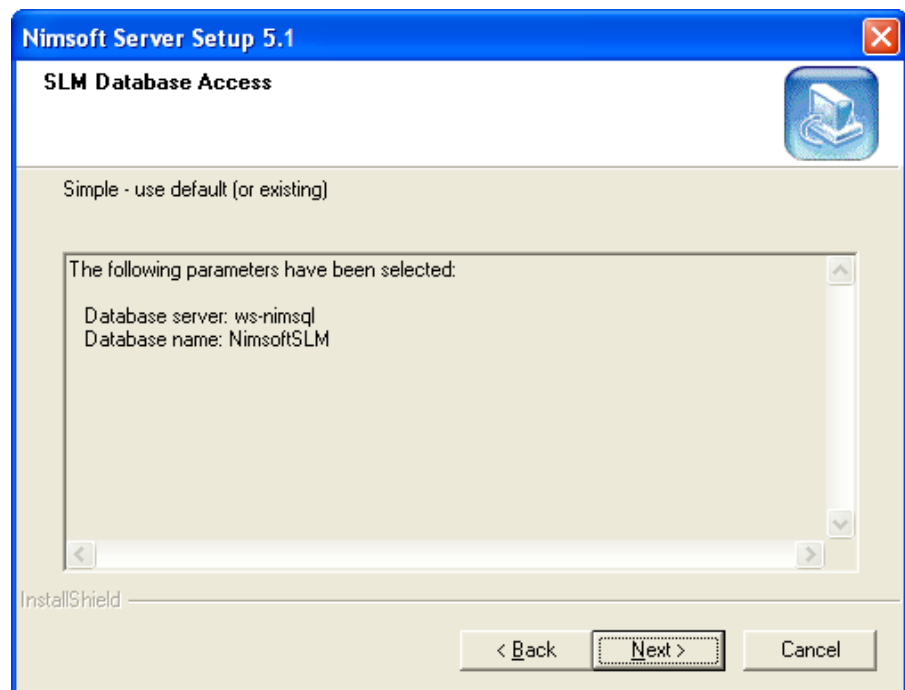 Nimsoft Server Setup 5.1
SLM Database Access
Simple - use default (or existing)
The following parameters have been selected:
Database server: ws-nimsql
Database name: NimsoftSLM
InstallShield
< Back
Next >
Cancel